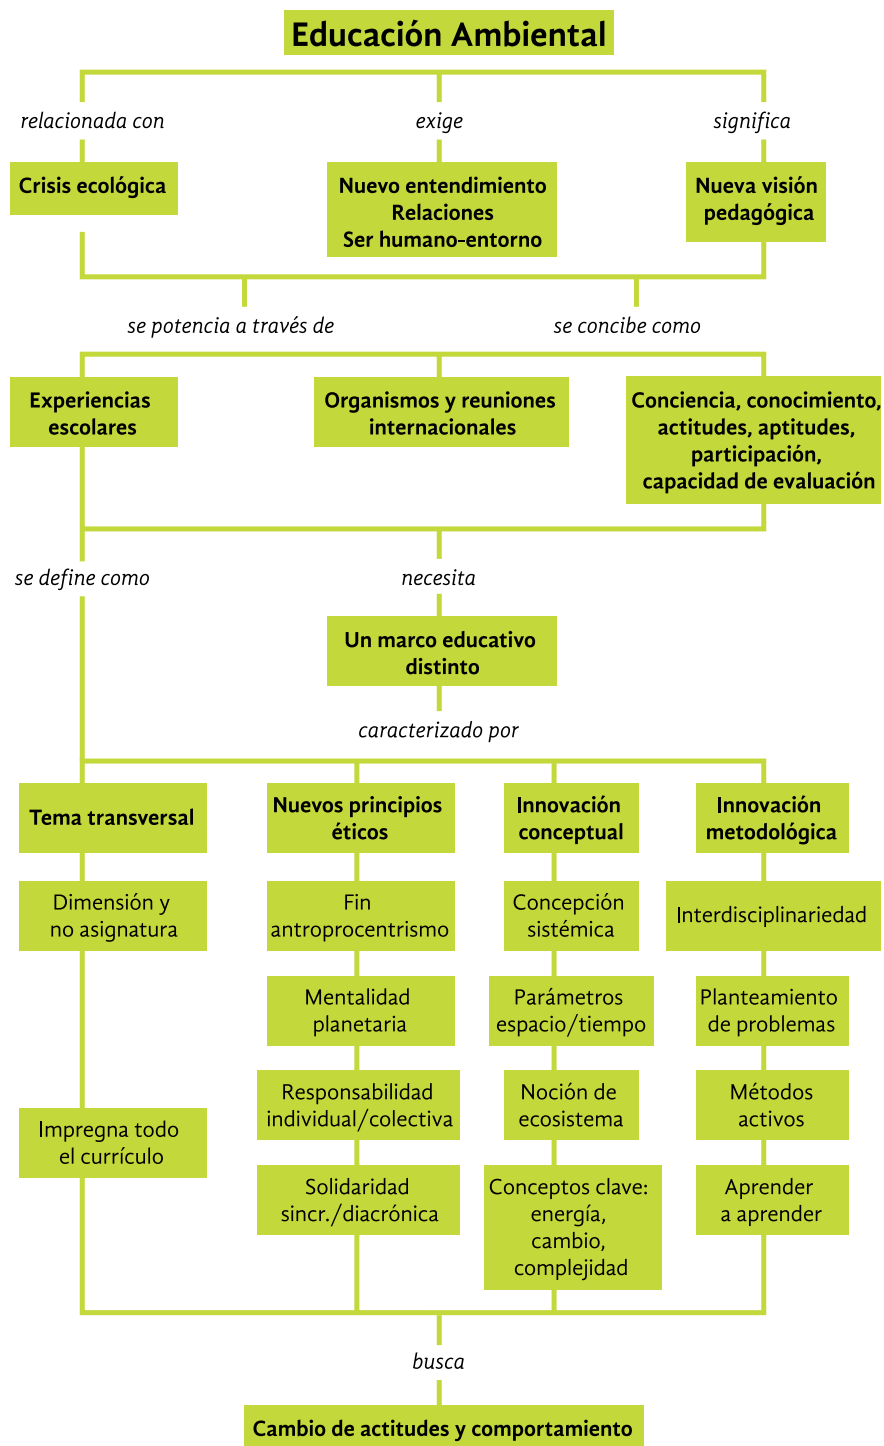 Educación Ambiental
relacionada con
exige
significa
Crisis ecológica
Nuevo entendimiento
Relaciones
Ser humano-entorno
Nueva visión
pedagógica
se potencia a través de
se concibe como
Experiencias
escolares
Organismos y reuniones
internacionales
Conciencia, conocimiento,
actitudes, aptitudes,
participación,
capacidad de evaluación
se define como
necesita
Un marco educativo
distinto
caracterizado por
Tema transversal
Nuevos principios
éticos
Innovación
conceptual
Innovación
metodológica
Dimensión y
no asignatura
Fin
antroprocentrismo
Concepción
sistémica
Interdisciplinariedad
Mentalidad
planetaria
Parámetros
espacio/tiempo
Planteamiento
de problemas
Impregna todo
el currículo
Responsabilidad
individual/colectiva
Noción de
ecosistema
Métodos
activos
Solidaridad
sincr./diacrónica
Conceptos clave:
energía,
cambio,
complejidad
Aprender
a aprender
busca
Cambio de actitudes y comportamiento